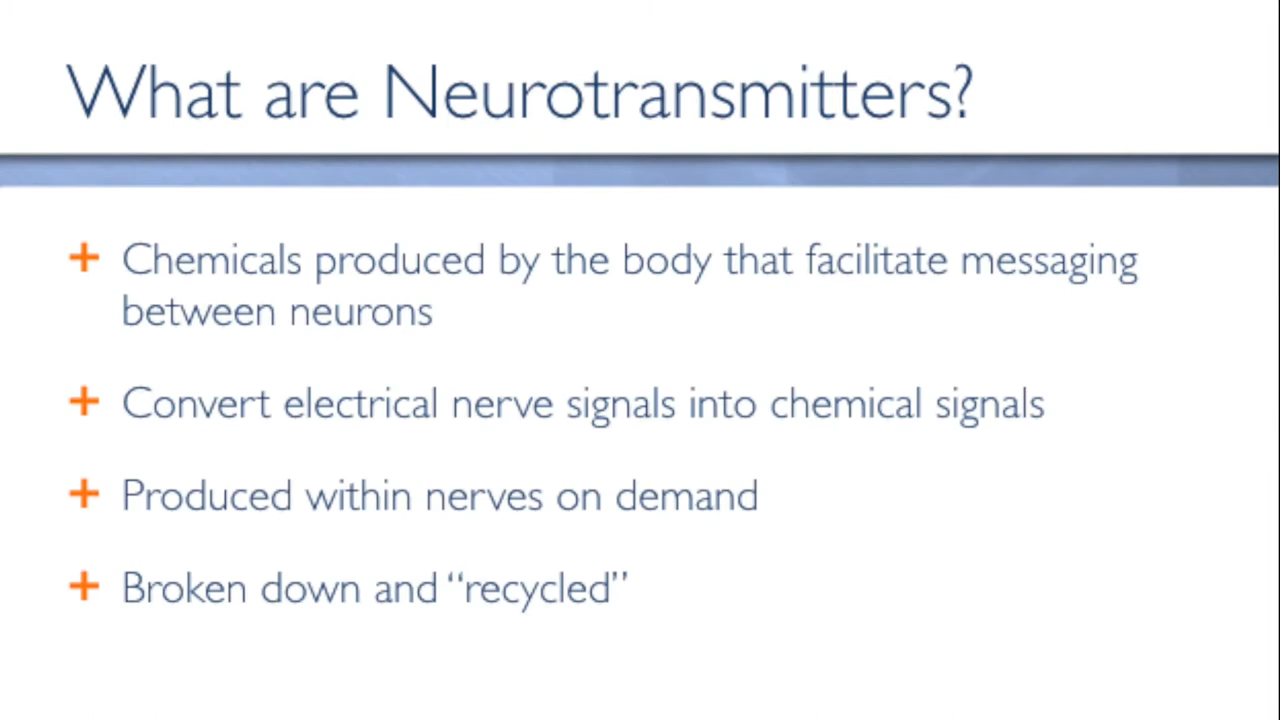 What are Neurotransmitters?
+ Chemicals produced by the body that facilitate messaging
between neurons
+ Convert electrical nerve signals into chemical signals
+ Produced within nerves on demand
+ Broken down and “recycled”